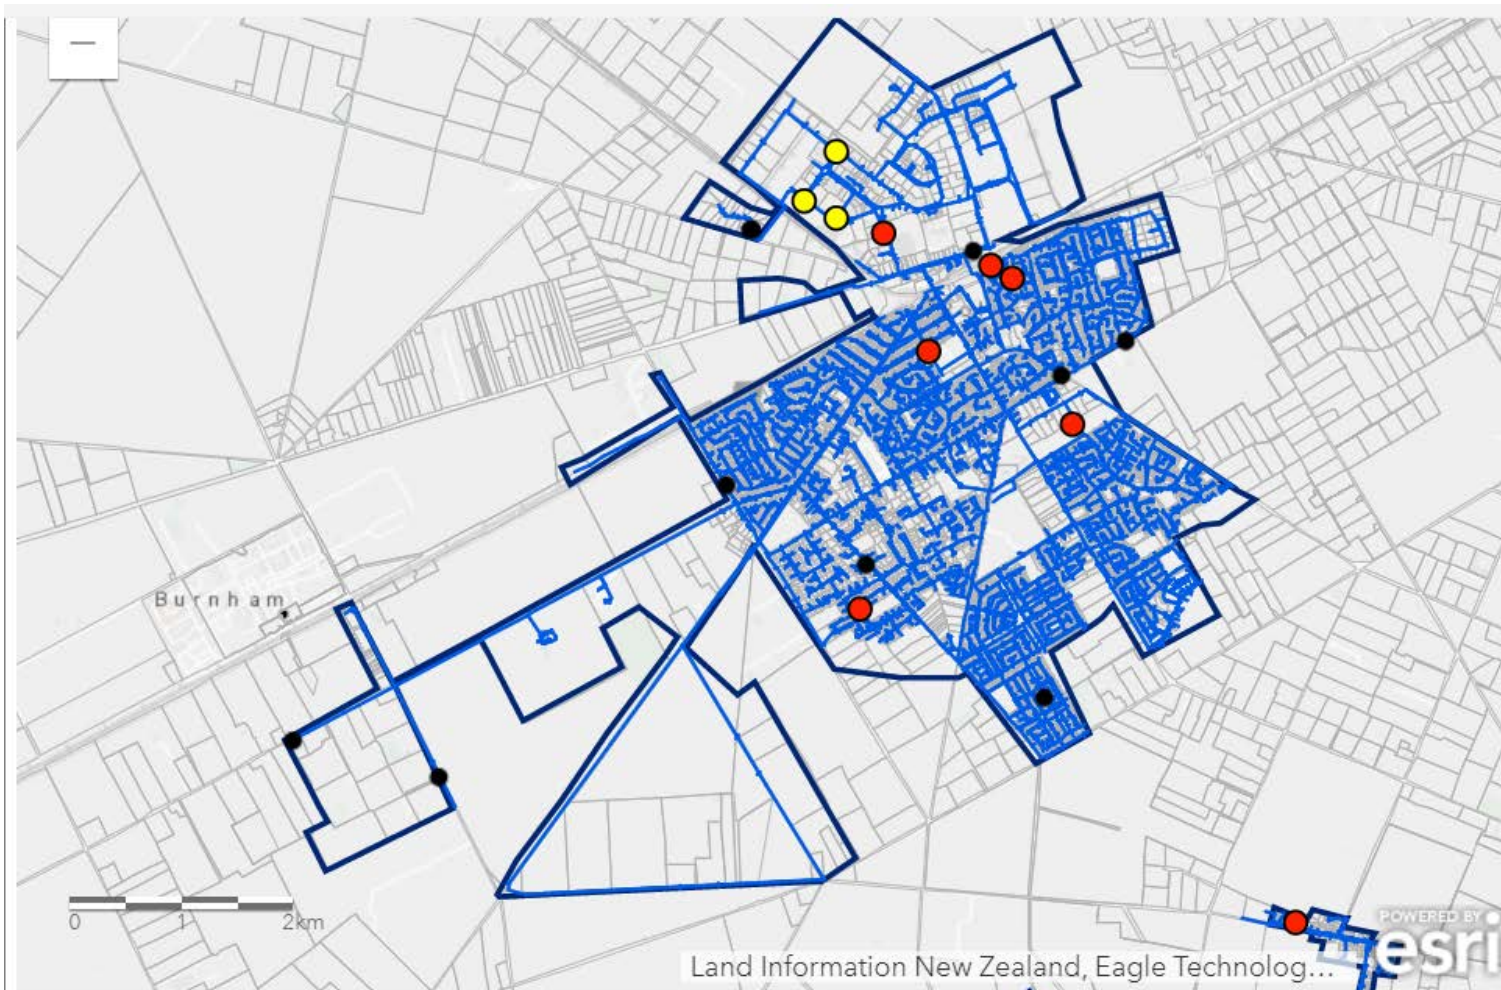 Burnham
0 1 2km
POWERED BY
esri
Land Information New Zealand, Eagle Technolog...